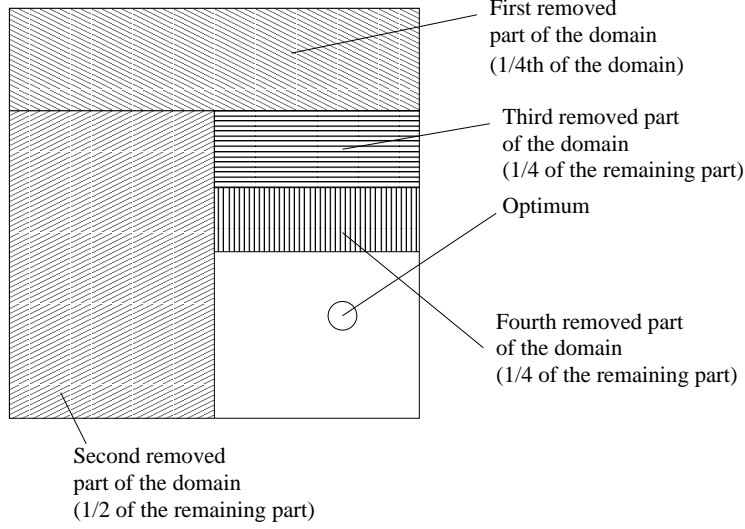 First removed
part of the domain
(1/4th of the domain)
Third removed part
of the domain
(1/4 of the remaining part)
Optimum
Fourth removed part
of the domain
(1/4 of the remaining part)
Second removed
part of the domain
(1/2 of the remaining part)